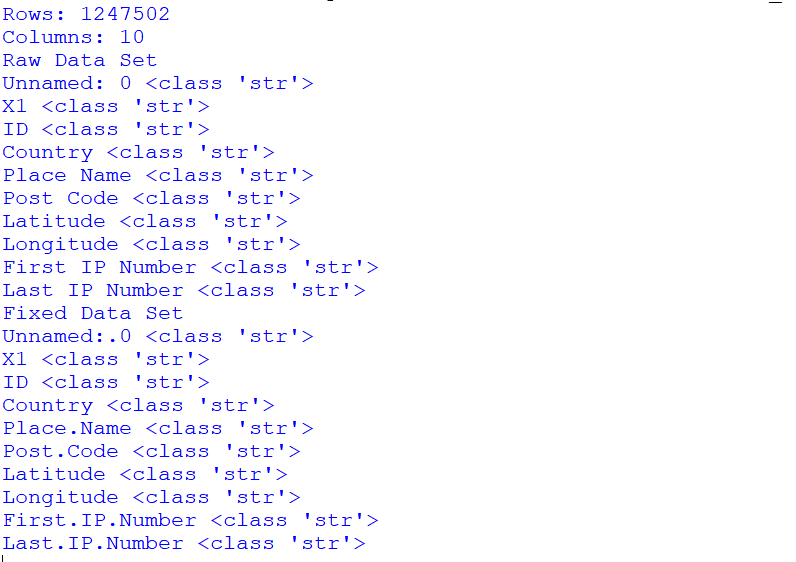 Rows: 1247502
Columns: 10
Raw Data Set
Unnamed: 0 <class 'str'>
X1 <class 'str'>
ID <class 'str'>
Country <class 'str'>
Place Name <class 'str'>
Post Code <class 'str'>
Latitude <class 'str'>
Longitude <class 'str'>
First IP Number <class 'str'>
Last IP Number <class 'str'>
Fixed Data Set
Unnamed:.0 <class 'str'>
X1 <class 'str'>
ID <class 'str'>
Country <class 'str'>
Place.Name <class 'str'>
Post.Code <class 'str'>
Latitude <class 'str'>
Longitude <class 'str'>
First.IP.Number <class 'str'>
Last.IP.Number <class 'str'>